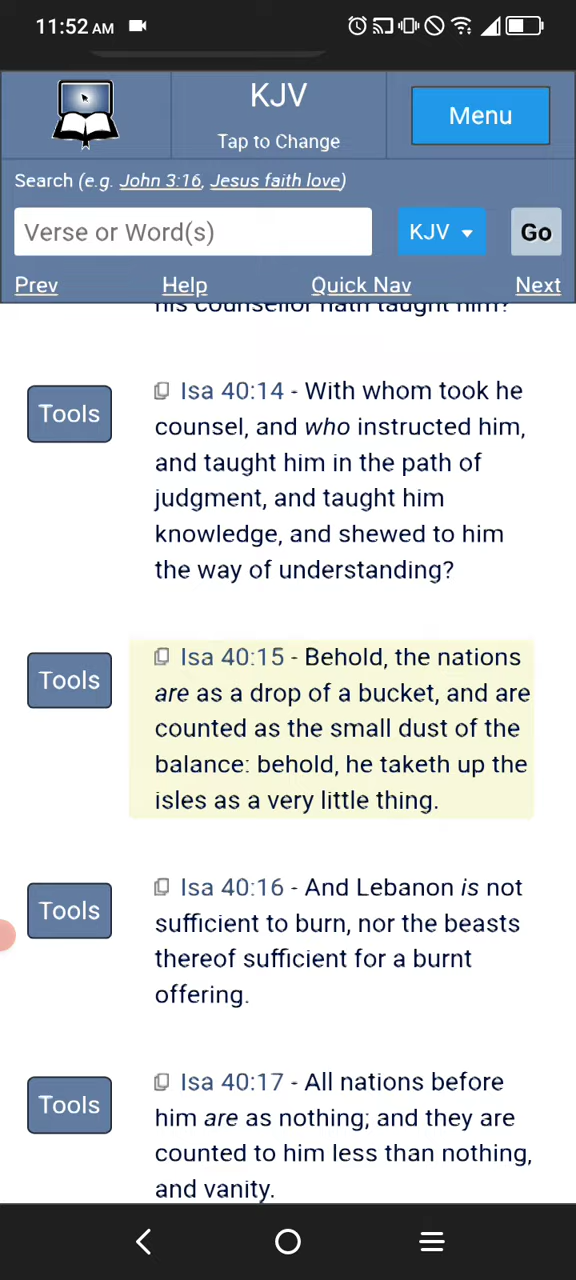 11:52 AM
KJV
Tap to Change
Menu
Search (e.g. John 3:16, Jesus faith love)
Verse or Word(s)
KJV
Go
Prev
Help
Quick Nav
Next
his counsellor hath taught him?
Tools
Isa 40:14 - With whom took he
counsel, and who instructed him,
and taught him in the path of
judgment, and taught him
knowledge, and shewed to him
the way of understanding?
Tools
Isa 40:15 - Behold, the nations
are as a drop of a bucket, and are
counted as the small dust of the
balance: behold, he taketh up the
isles as a very little thing.
Tools
Isa 40:16 - And Lebanon is not
sufficient to burn, nor the beasts
thereof sufficient for a burnt
offering.
Tools
Isa 40:17 - All nations before
him are as nothing; and they are
counted to him less than nothing,
and vanity.